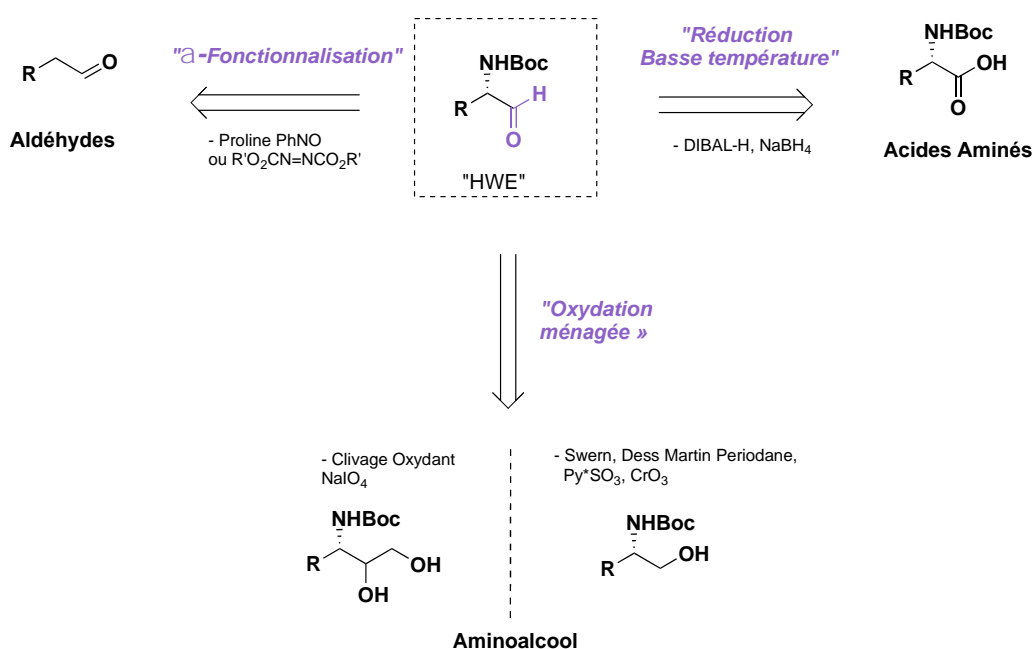 "α-Fonctionnalisation"
R
O
Aldéhydes
- Proline PhNO
ou R'O₂CN=NCO₂R'
NHBoc
H
R
O
"HWE"
"Réduction
Basse température"
- DIBAL-H, NaBH₄
NHBoc
OH
R
O
Acides Aminés
"Oxydation
ménagée »
- Clivage Oxydant
NaIO₄
NHBoc
R
OH
OH
- Swern, Dess Martin Periodane,
Py*SO₃, CrO₃
NHBoc
OH
R
Aminoalcool